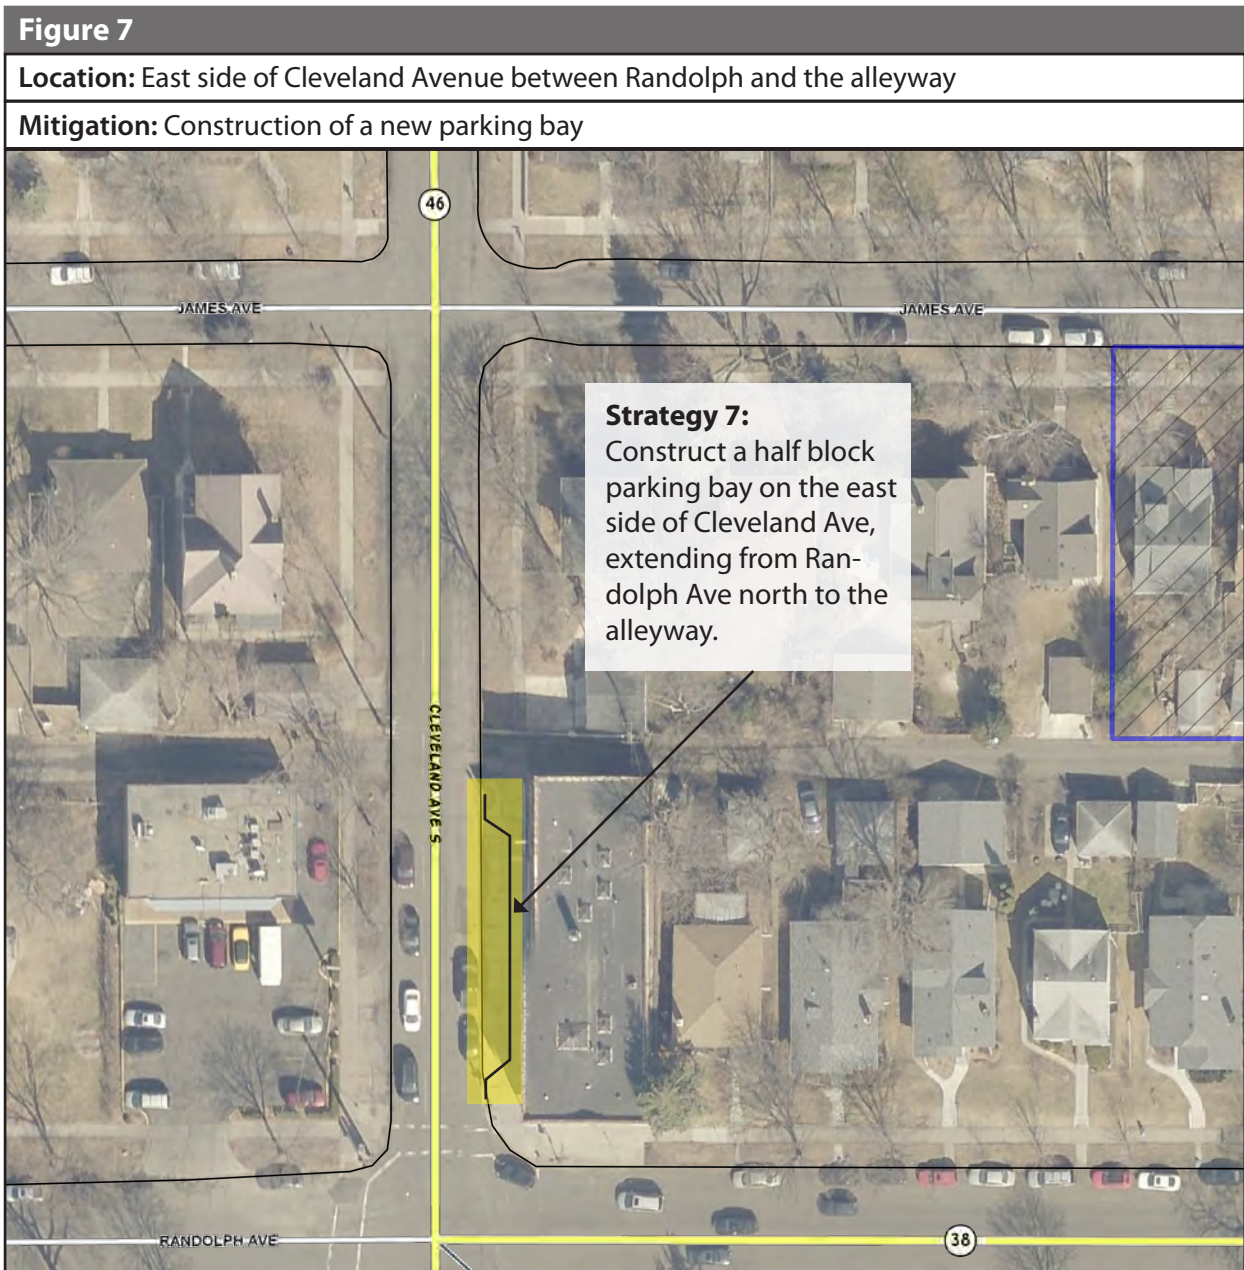 Figure 7
Location: East side of Cleveland Avenue between Randolph and the alleyway
Mitigation: Construction of a new parking bay
46
JAMES AVE
JAMES AVE
Strategy 7:
Construct a half block
parking bay on the east
side of Cleveland Ave,
extending from Ran-
dolph Ave north to the
alleyway.
CLEVELAND AVE S
RANDOLPH AVE
38